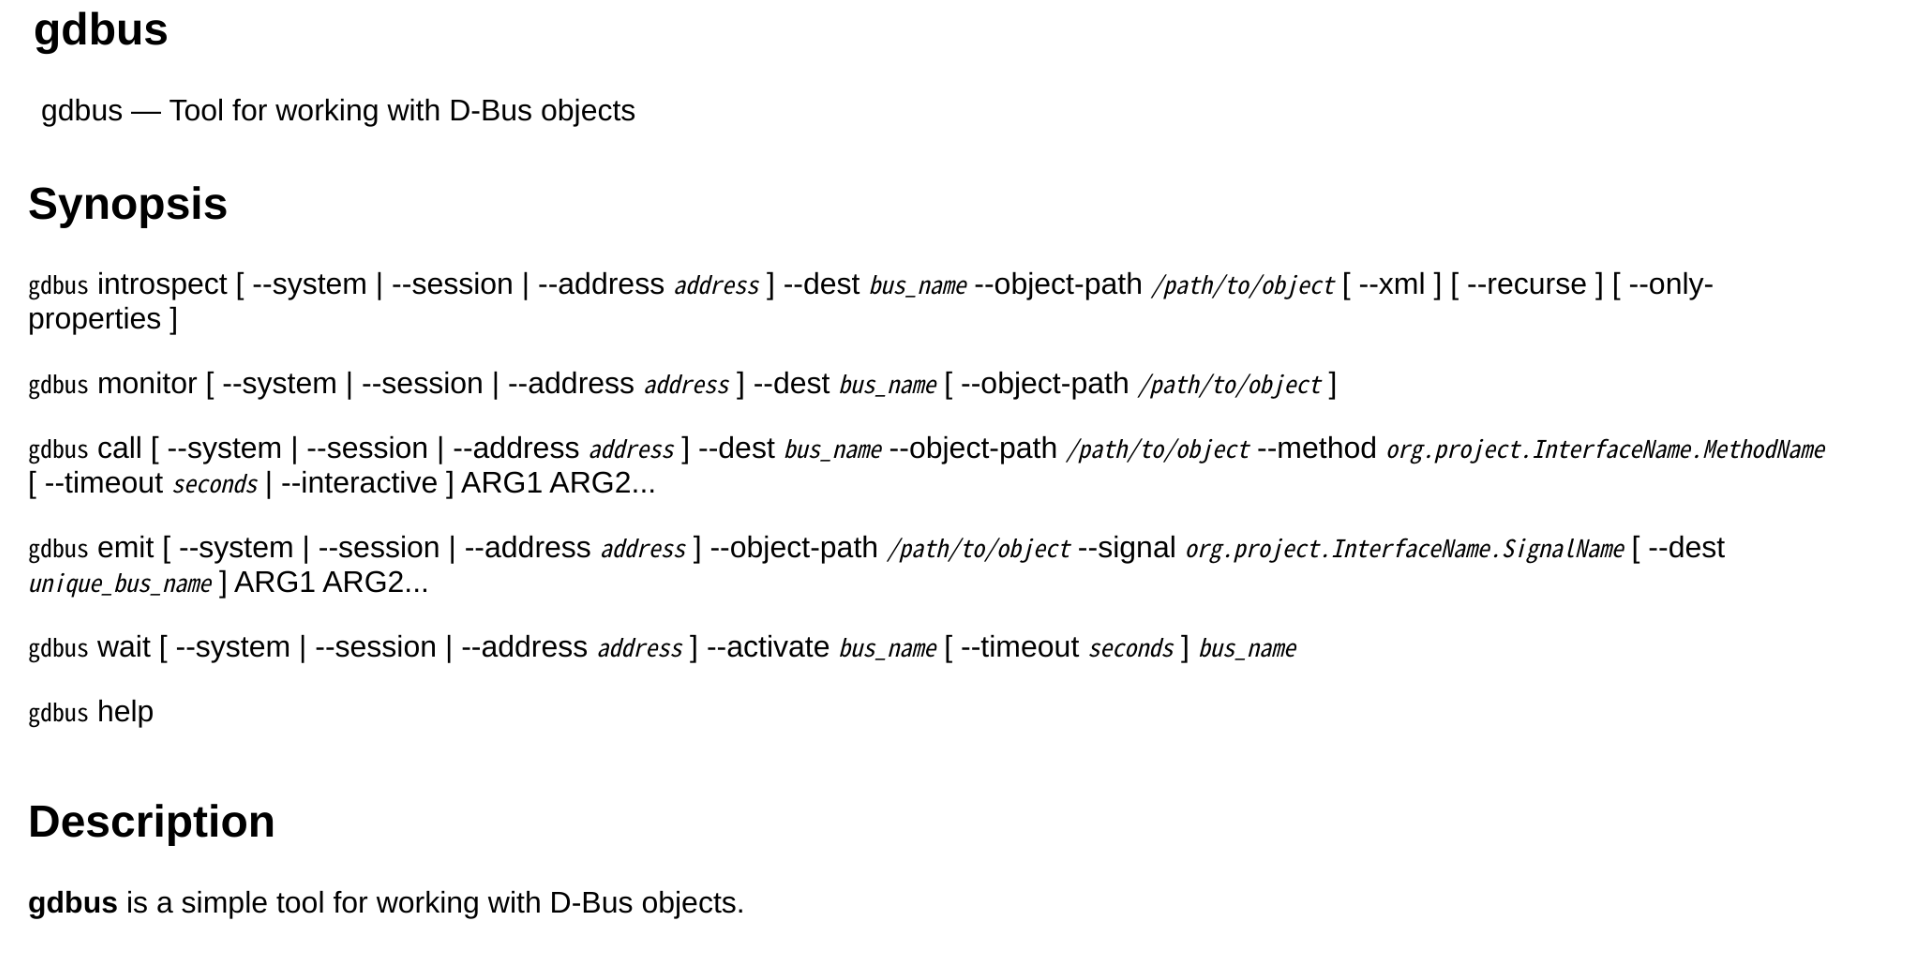 gdbus
gdbus — Tool for working with D-Bus objects
Synopsis
gdbus introspect [ --system | --session | --address address ] --dest bus_name --object-path /path/to/object [ --xml ] [ --recurse ] [ --only-
properties ]
gdbus monitor [ --system | --session | --address address ] --dest bus_name [ --object-path /path/to/object ]
gdbus call [ --system | --session | --address address ] --dest bus_name --object-path /path/to/object --method org.project.InterfaceName.MethodName
[ --timeout seconds | --interactive ] ARG1 ARG2...
gdbus emit [ --system | --session | --address address ] --object-path /path/to/object --signal org.project.InterfaceName.SignalName [ --dest
unique_bus_name ] ARG1 ARG2...
gdbus wait [ --system | --session | --address address ] --activate bus_name [ --timeout seconds ] bus_name
gdbus help
Description
gdbus is a simple tool for working with D-Bus objects.